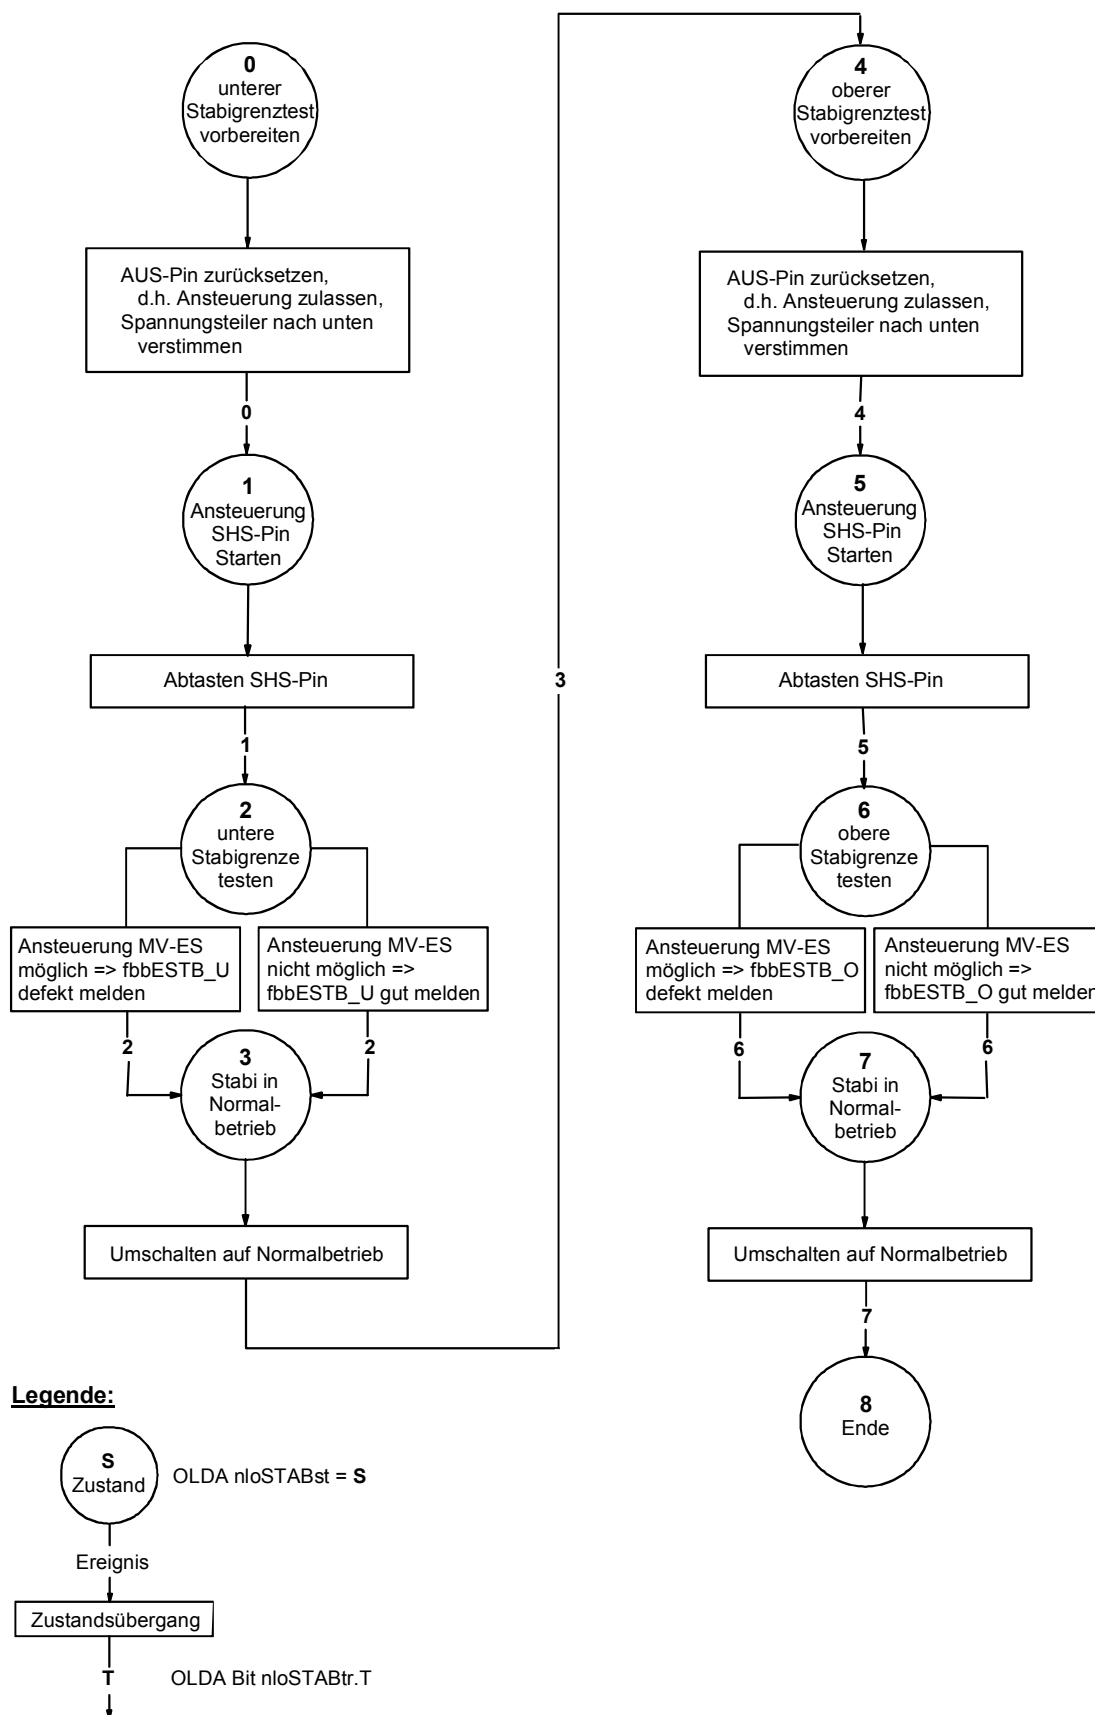 0
unterer
Stabigrenztest
vorbereiten
AUS-Pin zurücksetzen,
d.h. Ansteuerung zulassen,
Spannungsteiler nach unten
verstimmen
0
1
Ansteuerung
SHS-Pin
Starten
Abtasten SHS-Pin
1
2
untere
Stabigrenze
testen
Ansteuerung MV-ES
möglich => fbbESTB_U
defekt melden
Ansteuerung MV-ES
nicht möglich =>
fbbESTB_U gut melden
2
2
3
Stabi in
Normal-
betrieb
Umschalten auf Normalbetrieb
3
4
oberer
Stabigrenztest
vorbereiten
AUS-Pin zurücksetzen,
d.h. Ansteuerung zulassen,
Spannungsteiler nach unten
verstimmen
4
5
Ansteuerung
SHS-Pin
Starten
Abtasten SHS-Pin
5
6
obere
Stabigrenze
testen
Ansteuerung MV-ES
möglich => fbbESTB_O
defekt melden
Ansteuerung MV-ES
nicht möglich =>
fbbESTB_O gut melden
6
6
7
Stabi in
Normal-
betrieb
Umschalten auf Normalbetrieb
7
8
Ende
Legende:
S
Zustand
OLDA nloSTABst = S
Ereignis
Zustandsübergang
T
OLDA Bit nloSTABtr.T